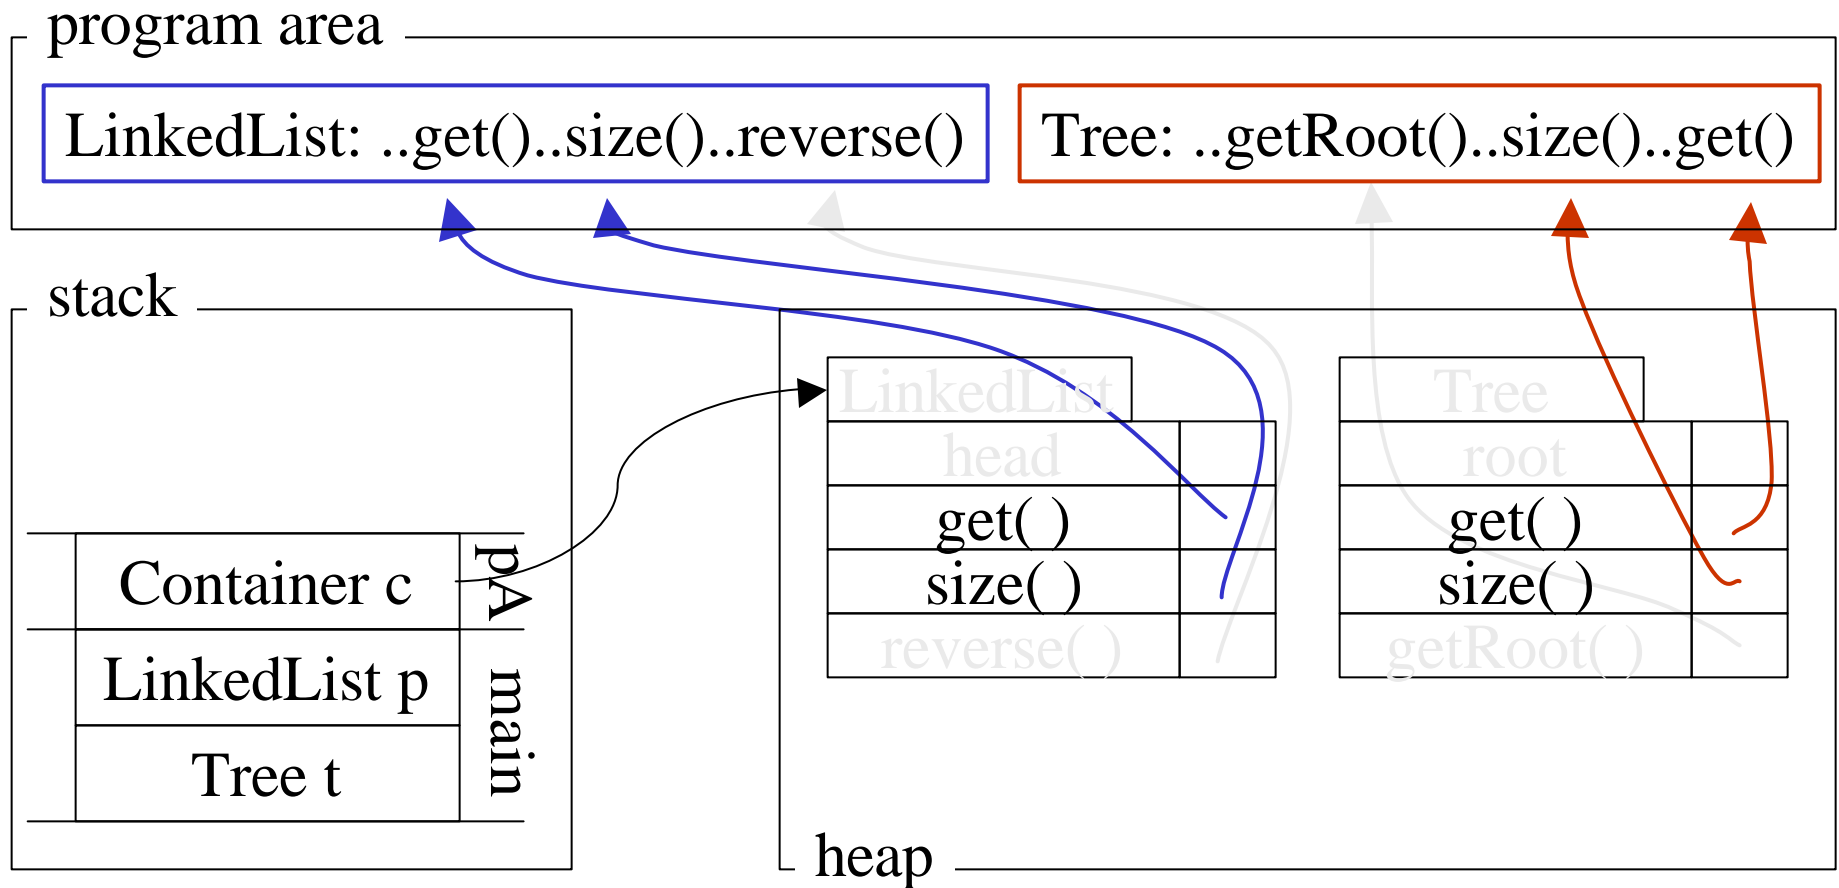 program area
LinkedList: ..get()..size()..reverse()
Tree: ..getRoot()..size()..get()
stack
Container c
pA
LinkedList p
main
Tree t
LinkedList
head
get( )
size( )
reverse( )
Tree
root
get( )
size( )
getRoot( )
heap